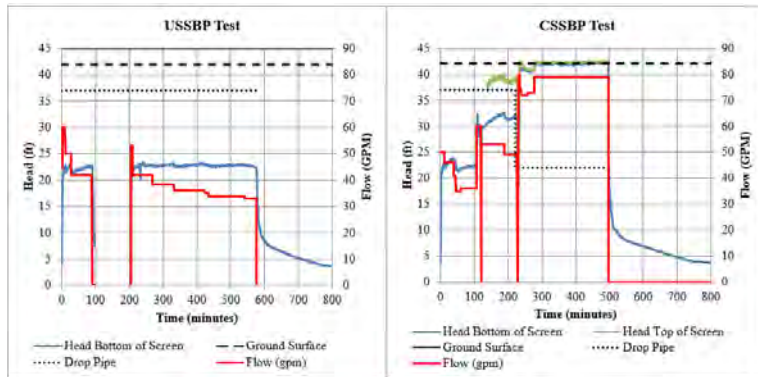 USSBP Test
45
40
35
30
25
20
15
10
5
0
Head (ft)
90
80
70
60
50
40
30
20
10
0
Flow (GPM)
0 100 200 300 400 500 600 700 800
Time (minutes)
Head Bottom of Screen
Ground Surface
Drop Pipe
Flow (gpm)
CSSBP Test
45
40
35
30
25
20
15
10
5
0
Head (ft)
90
80
70
60
50
40
30
20
10
0
Flow (GPM)
0 100 200 300 400 500 600 700 800
Time (minutes)
Head Bottom of Screen
Head Top of Screen
Ground Surface
Drop Pipe
Flow (gpm)